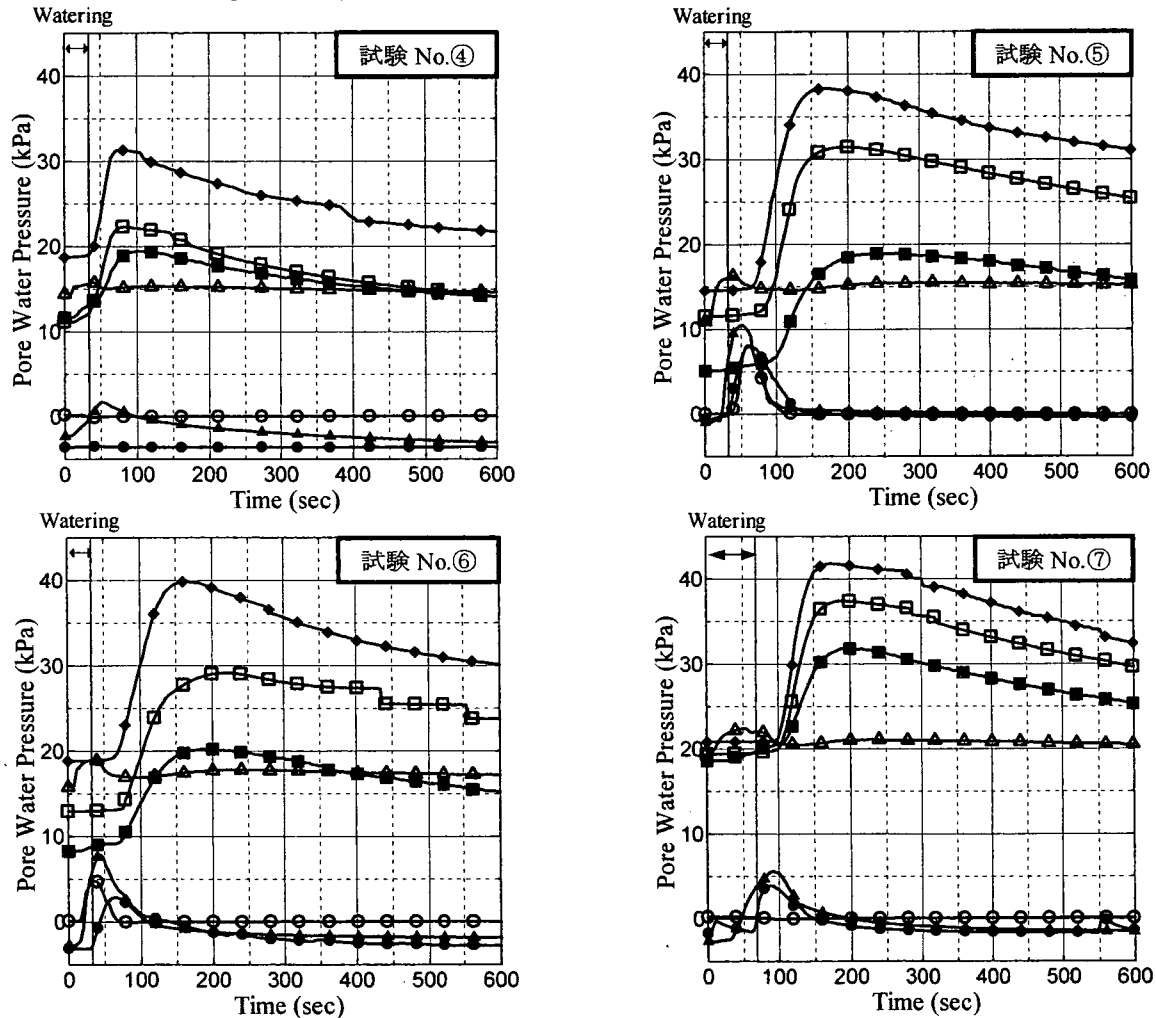 Watering
試験 No.④
Pore Water Pressure (kPa)
40
30
20
10
0
0 100 200 300 400 500 600
Time (sec)
Watering
試験 No.⑤
Pore Water Pressure (kPa)
40
30
20
10
0
0 100 200 300 400 500 600
Time (sec)
Watering
試験 No.⑥
Pore Water Pressure (kPa)
40
30
20
10
0
0 100 200 300 400 500 600
Time (sec)
Watering
試験 No.⑦
Pore Water Pressure (kPa)
40
30
20
10
0
0 100 200 300 400 500 600
Time (sec)